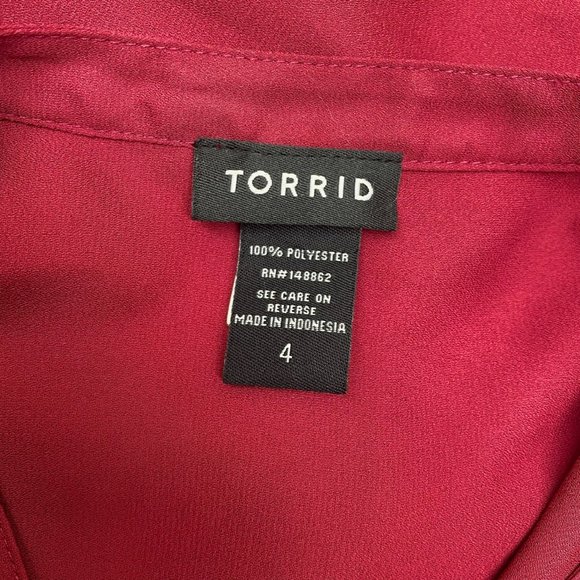 TORRID
100% POLYESTER
RN#148862
SEE CARE ON
REVERSE
MADE IN INDONESIA
4